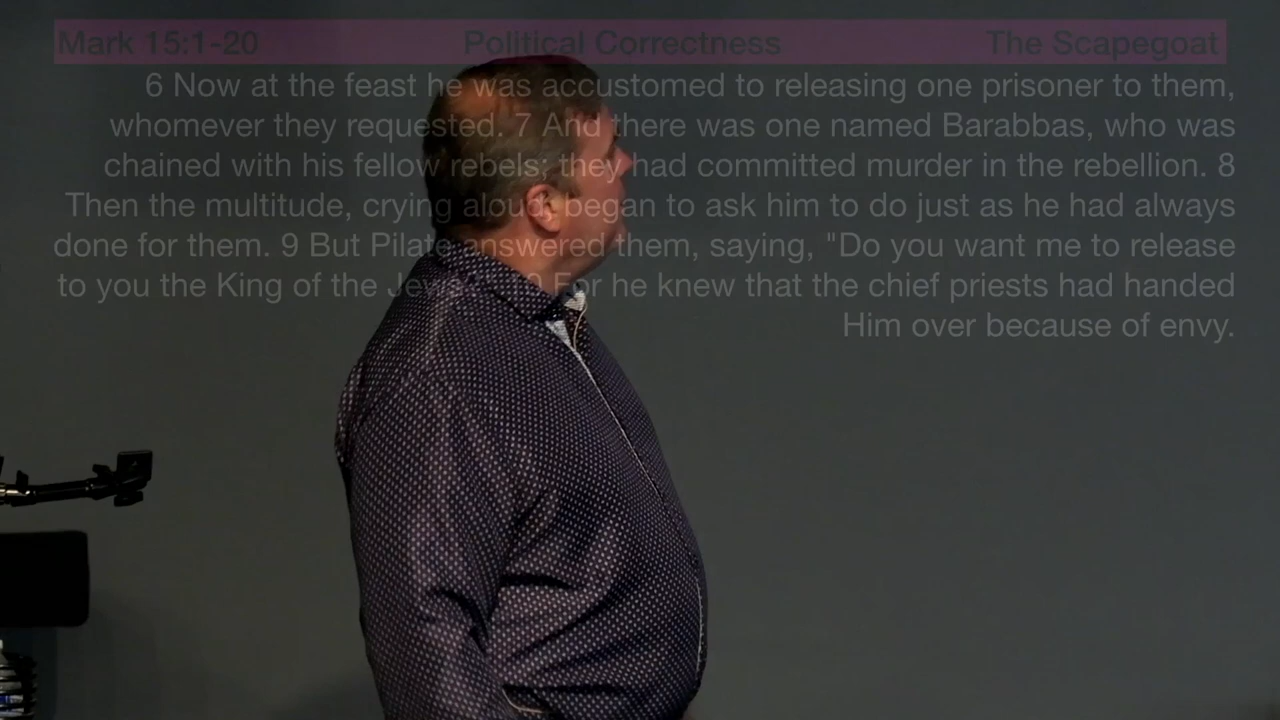 Mark 15:1-20 Political Correctness The Scapegoat
6 Now at the feast he was accustomed to releasing one prisoner to them,
whomever they requested. 7 And there was one named Barabbas, who was
chained with his fellow rebels; they had committed murder in the rebellion. 8
Then the multitude, crying aloud, began to ask him to do just as he had always
done for them. 9 But Pilate answered them, saying, "Do you want me to release
to you the King of the Jews?" 10 For he knew that the chief priests had handed
Him over because of envy.